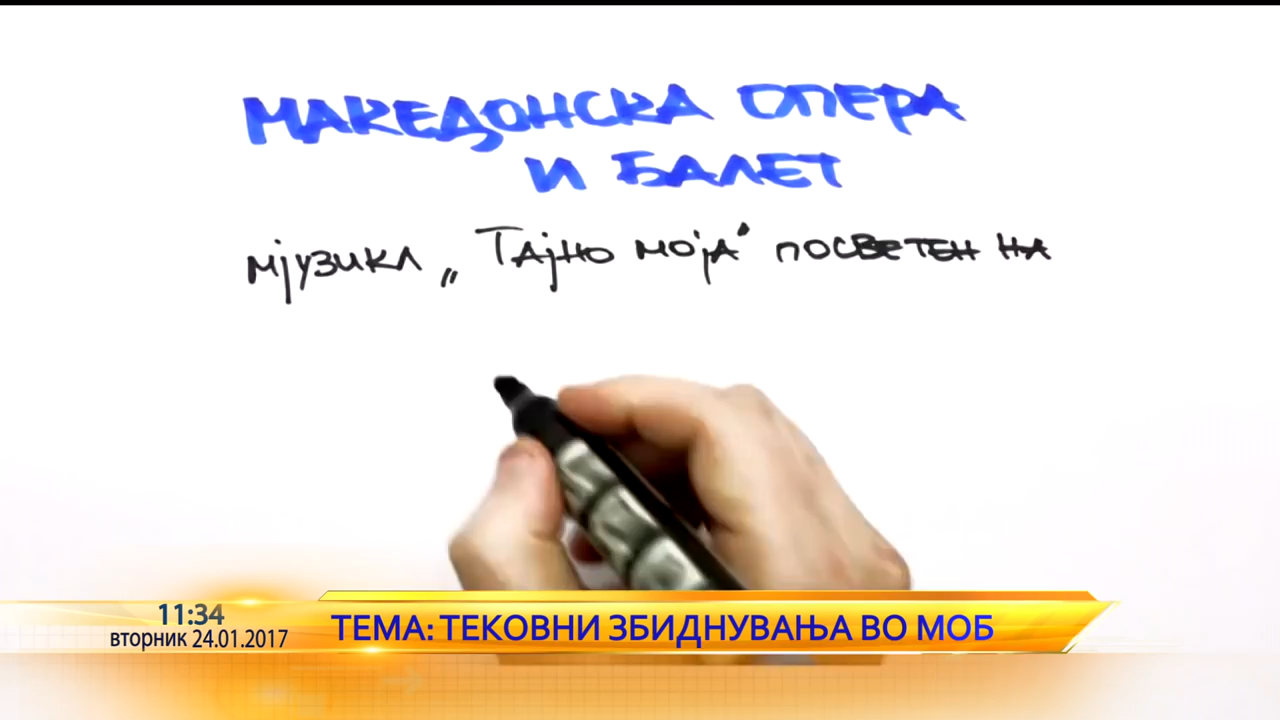 МАКЕДОНСКА ОПЕРА
И БАЛЕТ
мјузикл „Тајно моја“ посветен на
11:34
вторник 24.01.2017
ТЕМА: ТЕКОВНИ ЗБИДНУВАЊА ВО МОБ